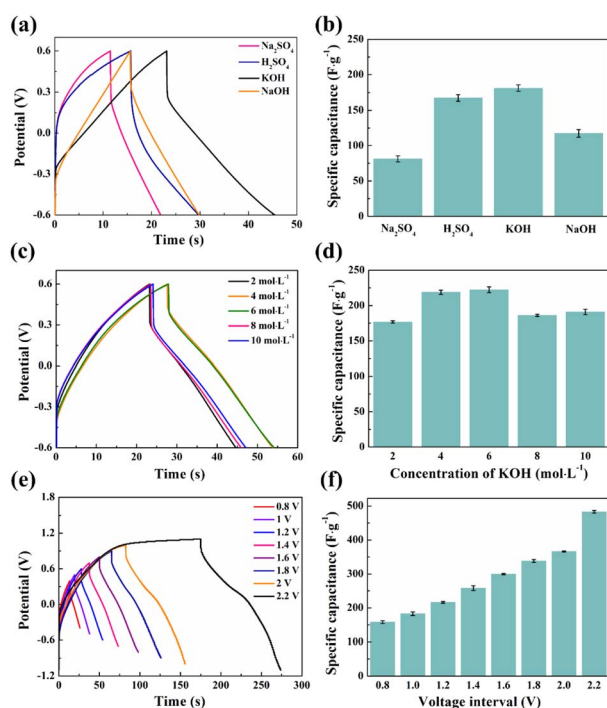 (a)
Potential (V)
0.6
0.3
0.0
-0.3
-0.6
Na₂SO₄
H₂SO₄
KOH
NaOH
0 10 20 30 40 50
Time (s)
(b)
Specific capacitance (F·g⁻¹)
250
200
150
100
50
0
Na₂SO₄ H₂SO₄ KOH NaOH
(c)
Potential (V)
0.6
0.3
0.0
-0.3
-0.6
2 mol·L⁻¹
4 mol·L⁻¹
6 mol·L⁻¹
8 mol·L⁻¹
10 mol·L⁻¹
0 10 20 30 40 50 60
Time (s)
(d)
Specific capacitance (F·g⁻¹)
250
200
150
100
50
0
2 4 6 8 10
Concentration of KOH (mol·L⁻¹)
(e)
Potential (V)
1.8
1.2
0.6
0.0
-0.6
-1.2
0.8 V
1 V
1.2 V
1.4 V
1.6 V
1.8 V
2 V
2.2 V
0 50 100 150 200 250 300
Time (s)
(f)
Specific capacitance (F·g⁻¹)
500
400
300
200
100
0
0.8 1.0 1.2 1.4 1.6 1.8 2.0 2.2
Voltage interval (V)